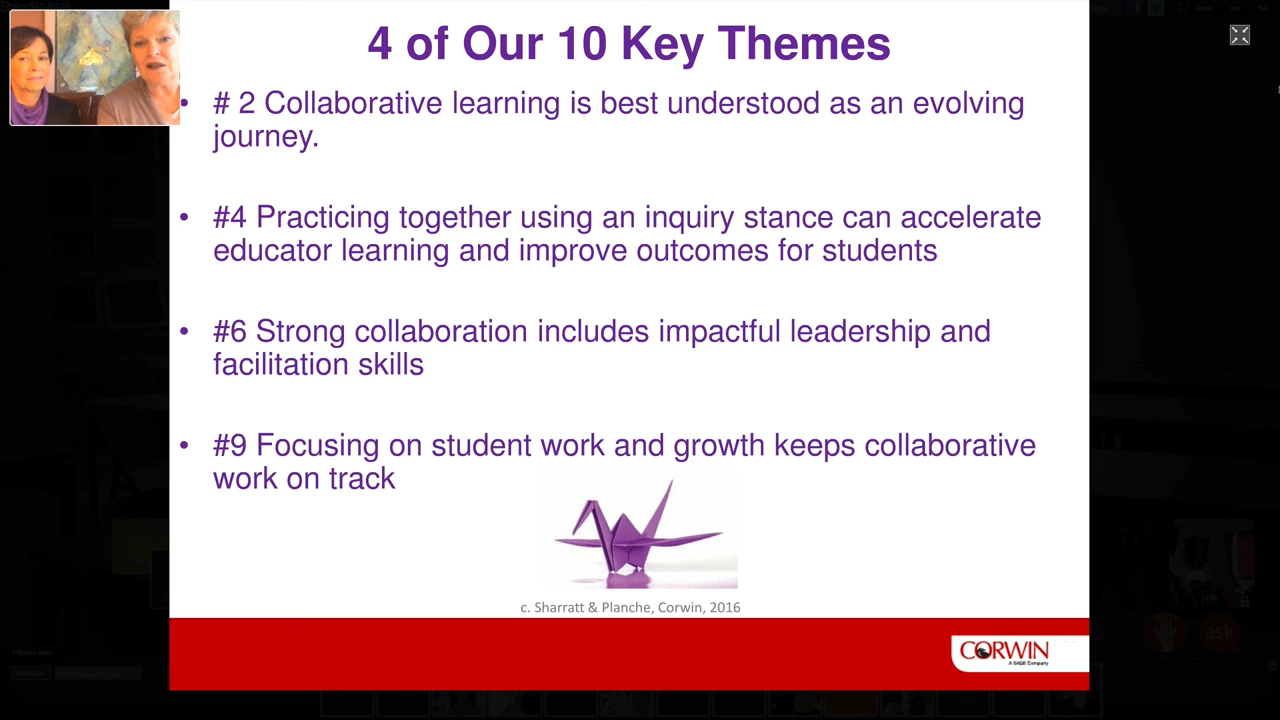 4 of Our 10 Key Themes
• # 2 Collaborative learning is best understood as an evolving
journey.
• #4 Practicing together using an inquiry stance can accelerate
educator learning and improve outcomes for students
• #6 Strong collaboration includes impactful leadership and
facilitation skills
• #9 Focusing on student work and growth keeps collaborative
work on track
c. Sharratt & Planche, Corwin, 2016
CORWIN
A SAGE Company
ask